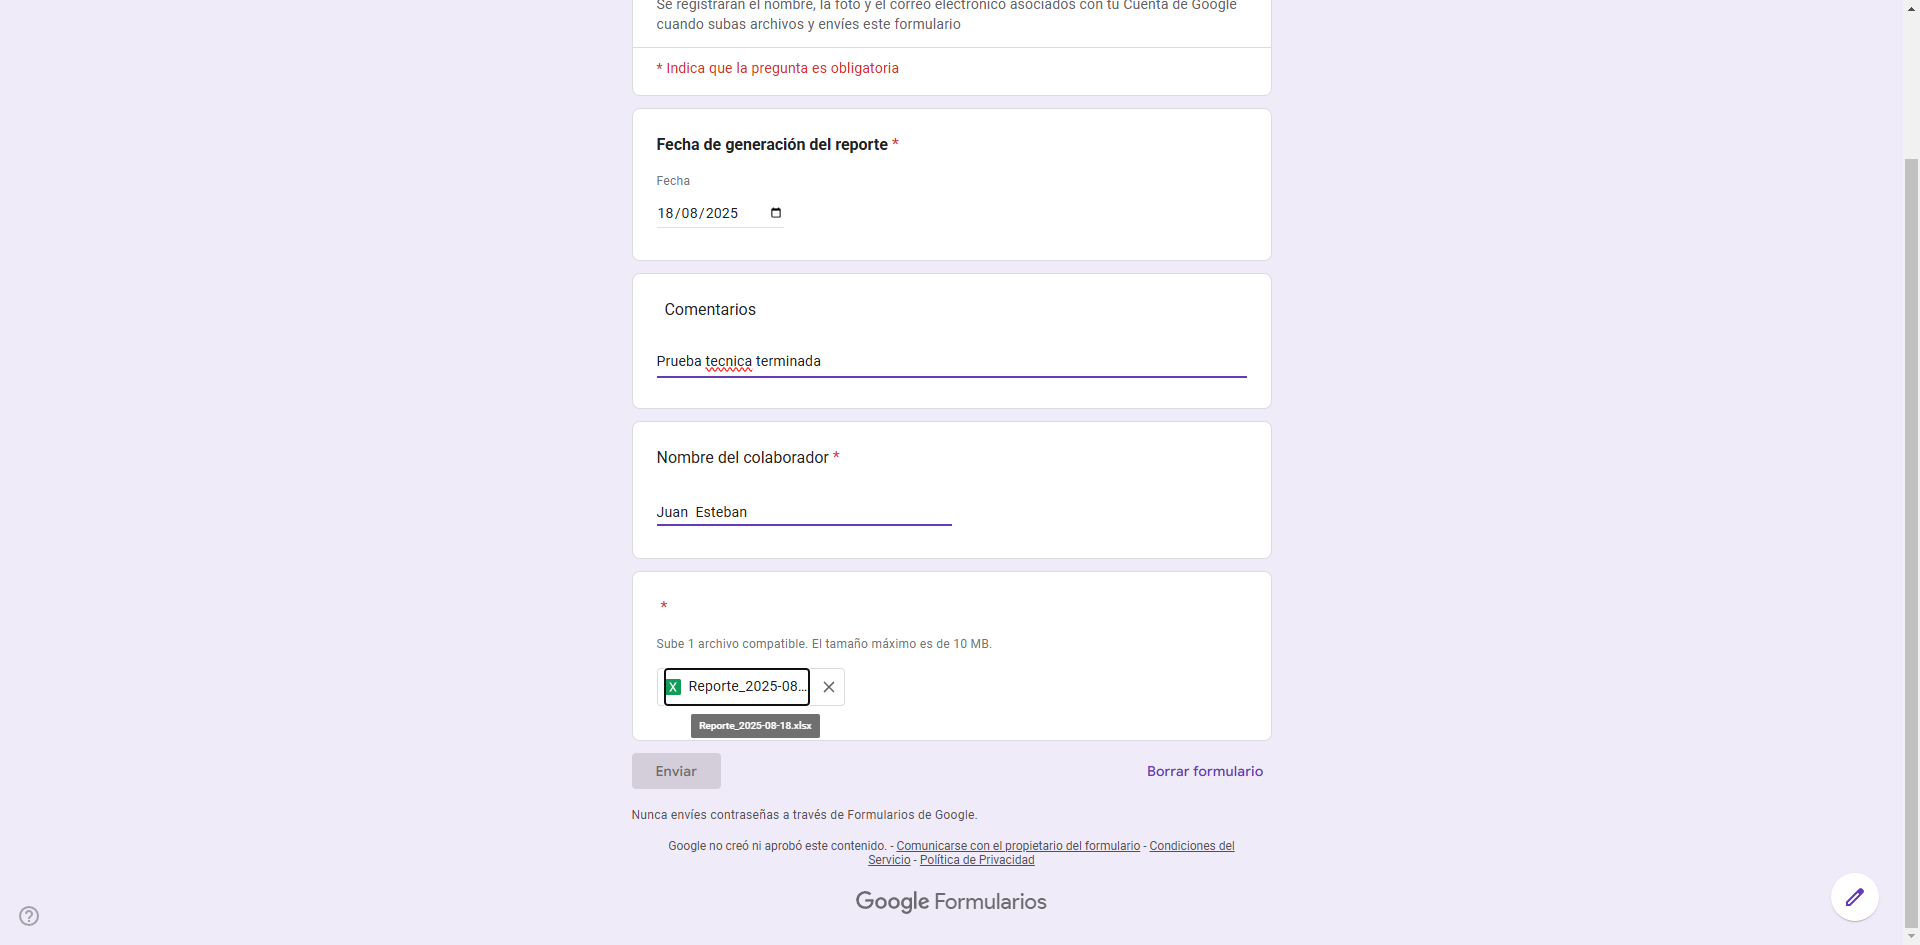 Se registrarán el nombre, la foto y el correo electrónico asociados con tu Cuenta de Google
cuando subas archivos y envíes este formulario
* Indica que la pregunta es obligatoria
Fecha de generación del reporte *
Fecha
18/08/2025
Comentarios
Prueba tecnica terminada
Nombre del colaborador *
Juan  Esteban
*
Sube 1 archivo compatible. El tamaño máximo es de 10 MB.
X Reporte_2025-08...
Reporte_2025-08-18.xlsx
Enviar
Borrar formulario
Nunca envíes contraseñas a través de Formularios de Google.
Google no creó ni aprobó este contenido. - Comunicarse con el propietario del formulario - Condiciones del
Servicio - Política de Privacidad
Google Formularios